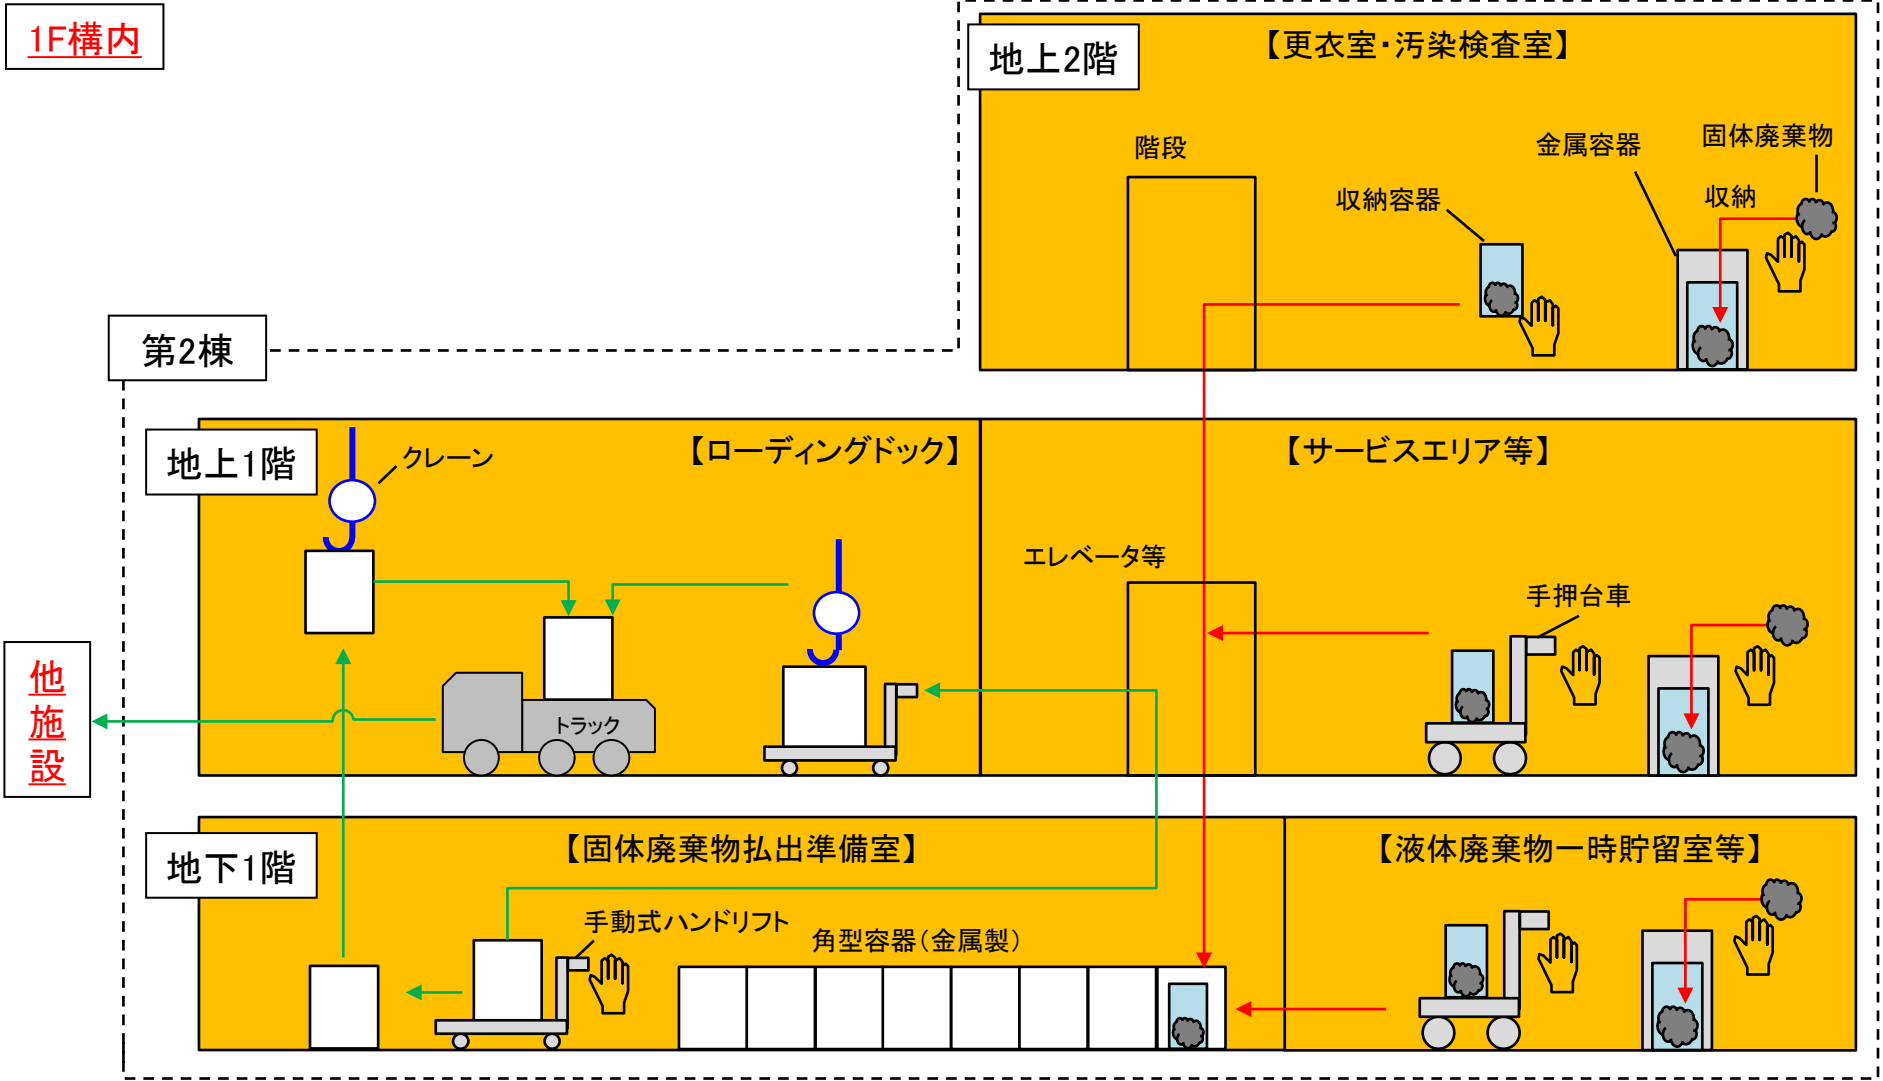 1F構内
地上2階
【更衣室・汚染検査室】
階段
収納容器
金属容器
固体廃棄物
収納
第2棟
地上1階
クレーン
【ローディングドック】
【サービスエリア等】
エレベータ等
手押台車
他
施
設
トラック
地下1階
【固体廃棄物払出準備室】
【液体廃棄物一時貯留室等】
手動式ハンドリフト
角型容器(金属製)